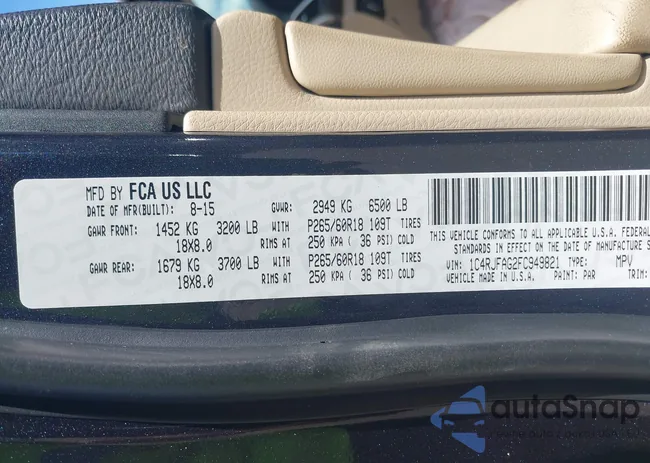 MFD BY FCA US LLC
DATE OF MFR(BUILT): 8-15 GVWR: 2949 KG 6500 LB
GAWR FRONT: 1452 KG 3200 LB WITH P265/60R18 109T TIRES
18X8.0 RIMS AT 250 KPA ( 36 PSI) COLD
GAWR REAR: 1679 KG 3700 LB WITH P265/60R18 109T TIRES
18X8.0 RIMS AT 250 KPA ( 36 PSI) COLD
THIS VEHICLE CONFORMS TO ALL APPLICABLE U.S.A. FEDERAL
STANDARDS IN EFFECT ON THE DATE OF
VIN: 1C4RJFAG2FC949821 TYPE: MPV
VEHICLE MADE IN U.S.A. PAINT: PAR
autoSnap